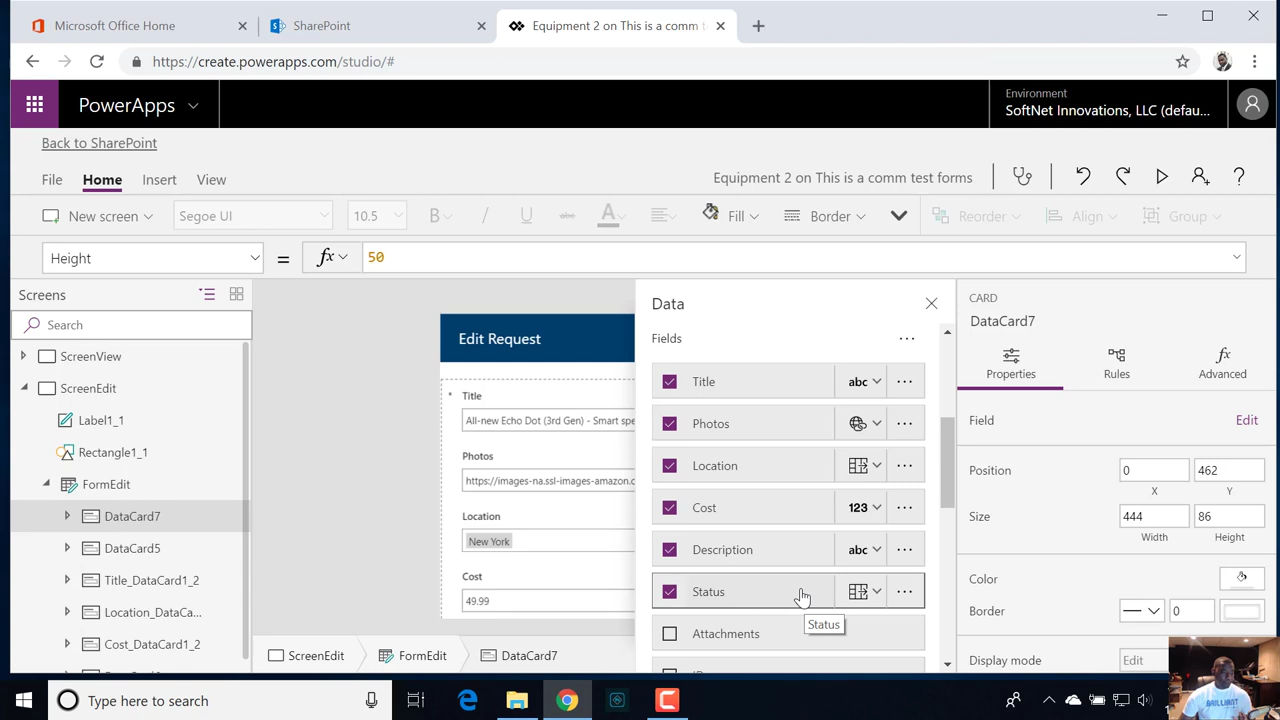 Microsoft Office Home
SharePoint
Equipment 2 on This is a comm t
https://create.powerapps.com/studio/#
PowerApps
Environment
SoftNet Innovations, LLC (defau...
Back to SharePoint
File
Home
Insert
View
Equipment 2 on This is a comm test forms
New screen
Segoe UI
10.5
B
/
U
abc
A
Fill
Border
Reorder
Align
Group
Height
=
fx
50
Screens
Search
ScreenView
ScreenEdit
Label1_1
Rectangle1_1
FormEdit
DataCard7
DataCard5
Title_DataCard1_2
Location_DataCa...
Cost_DataCard1_2
Edit Request
* Title
All-new Echo Dot (3rd Gen) - Smart spe
Photos
https://images-na.ssl-images-amazon.c
Location
New York
Cost
49.99
ScreenEdit
FormEdit
DataCard7
Data
Fields
Title
abc
Photos
Location
Cost
123
Description
abc
Status
Status
Attachments
CARD
DataCard7
Properties
Rules
fx
Advanced
Field
Edit
Position
0
462
X
Y
Size
444
86
Width
Height
Color
Border
0
Display mode
Edit
Type here to search
BRILLIANT